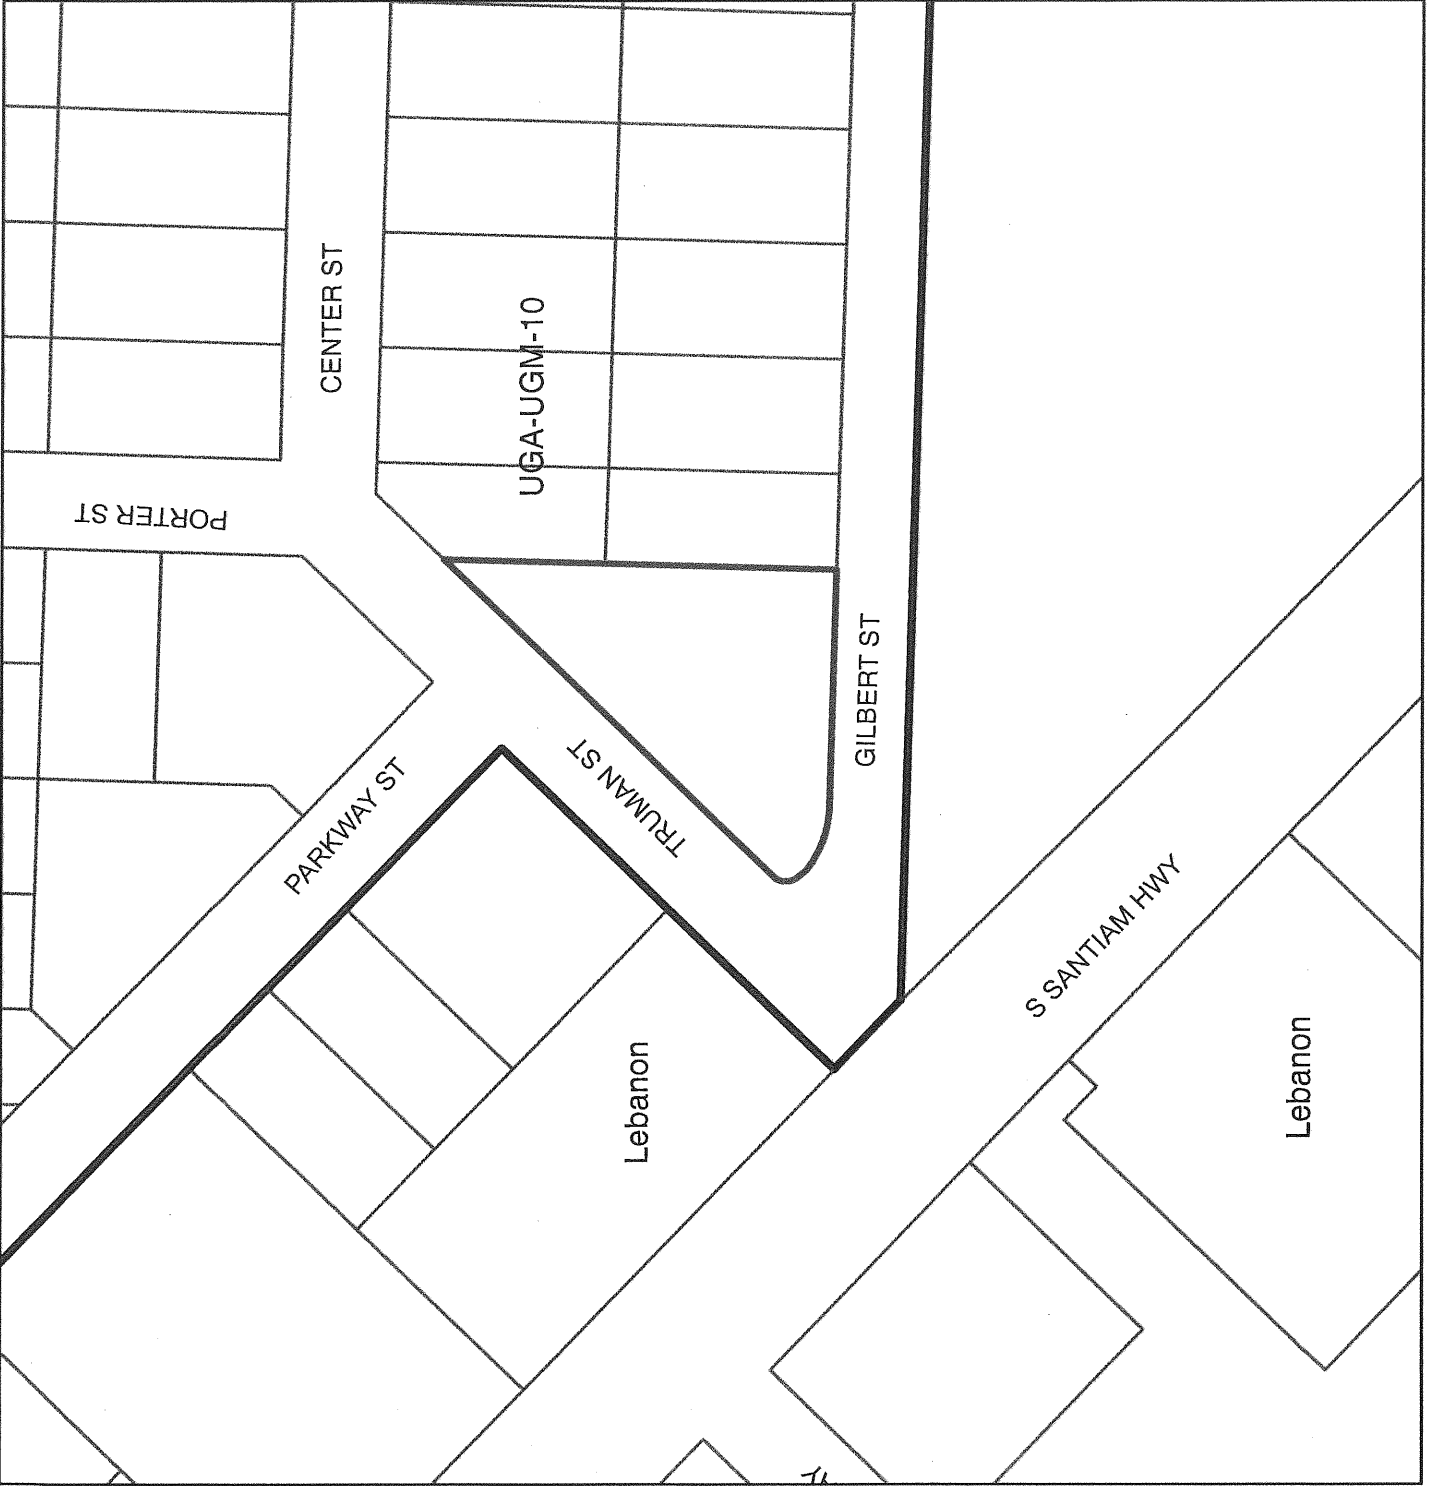 CENTER ST
UGA-UGM-10
PORTER ST
GILBERT ST
TRUMAN ST
PARKWAY ST
S SANTIAM HWY
Lebanon
Lebanon